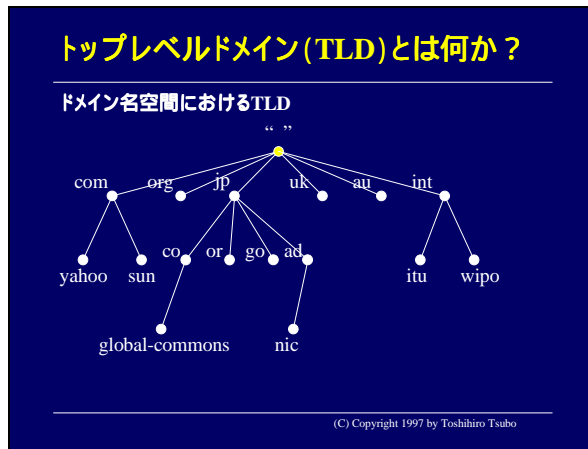 トップレベルドメイン(TLD)とは何か？
ドメイン名空間におけるTLD
“ ”
com org jp uk au int
co or go ad
yahoo sun itu wipo
global-commons nic
(C) Copyright 1997 by Toshihiro Tsubo